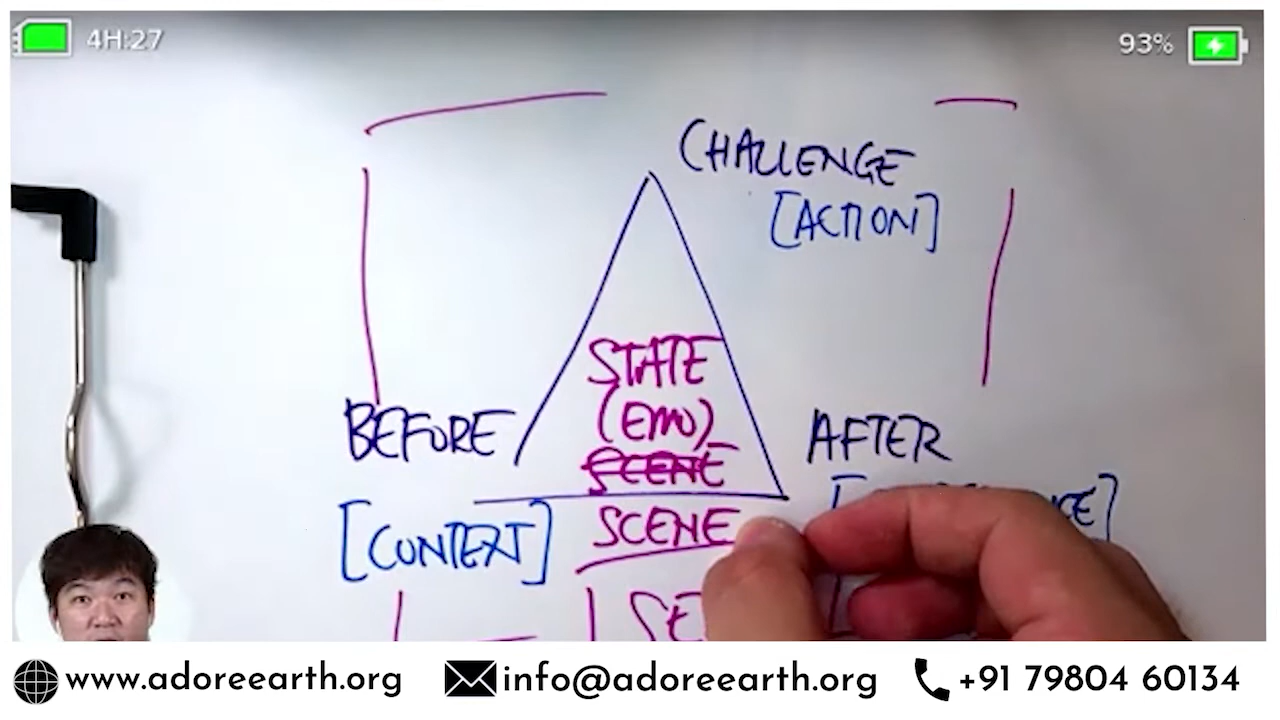 4H:27
93%
CHALLENGE
[ACTION]
STATE
(EMO)
SCENE
BEFORE
AFTER
[CONTEXT]
SCENE
www.adoreearth.org
info@adoreearth.org
+91 79804 60134